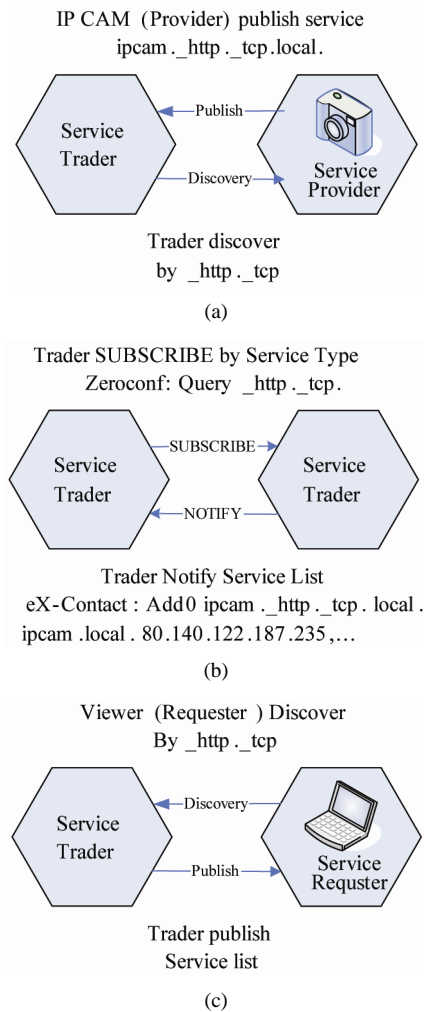 IP CAM (Provider) publish service
ipcam._http._tcp.local.
Publish
Service
Trader
Service
Provider
Discovery
Trader discover
by _http._tcp
(a)
Trader SUBSCRIBE by Service Type
Zeroconf: Query _http._tcp.
SUBSCRIBE
Service
Trader
Service
Trader
NOTIFY
Trader Notify Service List
eX-Contact : Add0 ipcam._http._tcp. local.
ipcam.local. 80.140.122.187.235,...
(b)
Viewer (Requester ) Discover
By _http._tcp
Discovery
Service
Trader
Service
Requster
Publish
Trader publish
Service list
(c)